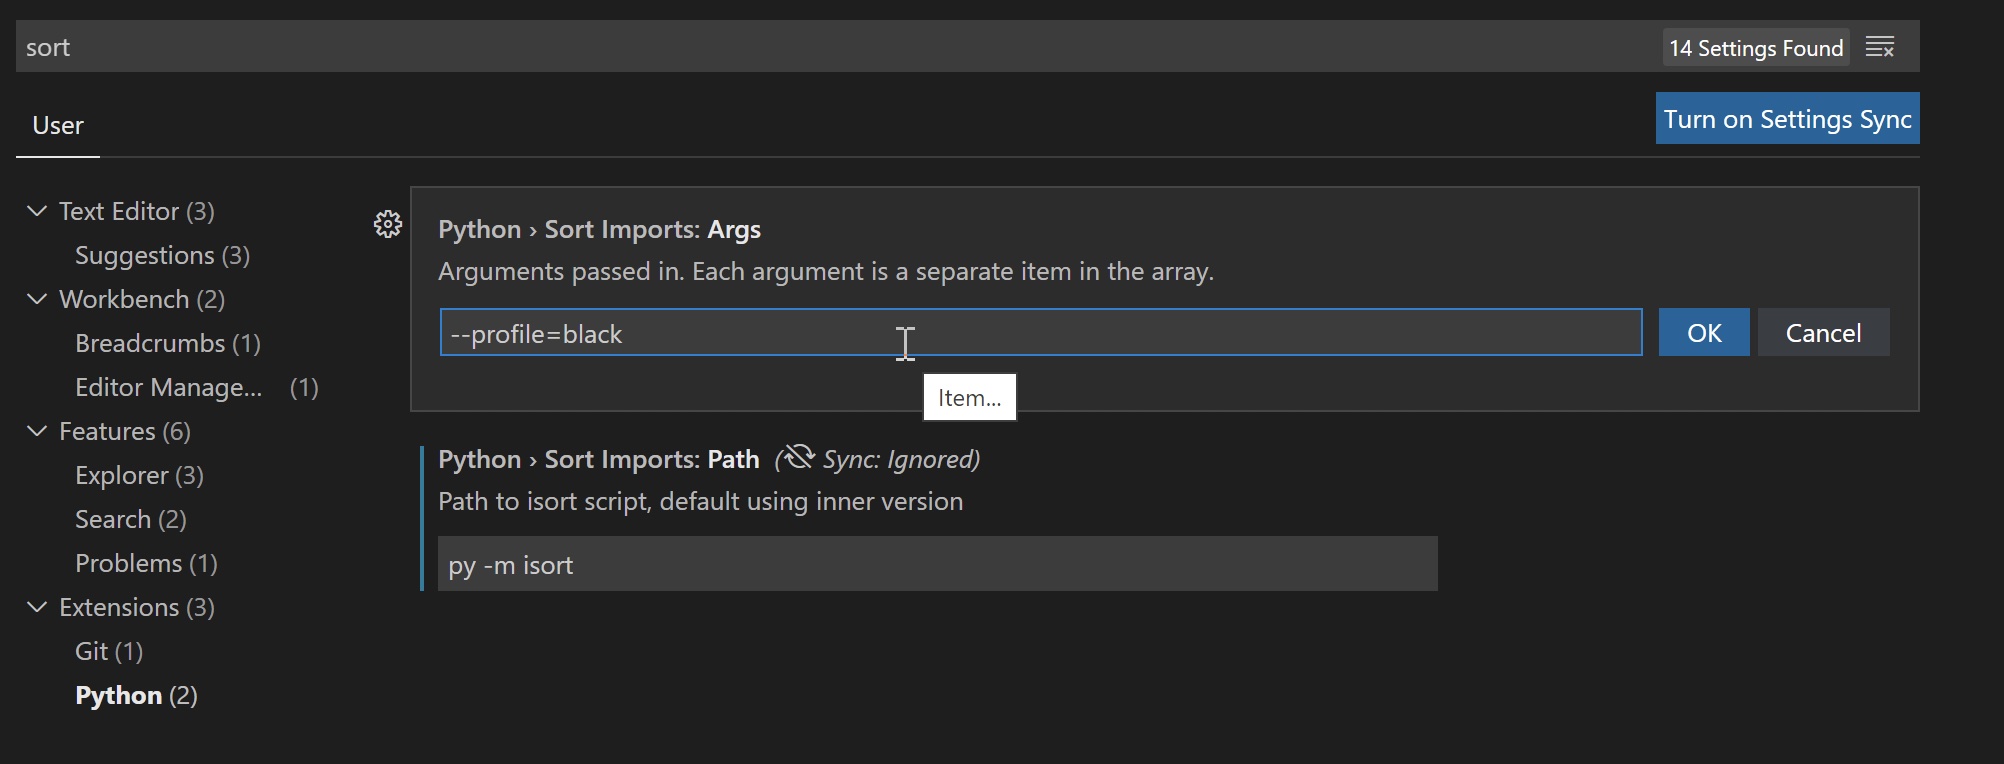 sort
14 Settings Found
User
Turn on Settings Sync
Text Editor (3)
Suggestions (3)
Workbench (2)
Breadcrumbs (1)
Editor Manage... (1)
Features (6)
Explorer (3)
Search (2)
Problems (1)
Extensions (3)
Git (1)
Python (2)
Python › Sort Imports: Args
Arguments passed in. Each argument is a separate item in the array.
--profile=black
OK
Cancel
Item...
Python › Sort Imports: Path (Sync: Ignored)
Path to isort script, default using inner version
py -m isort